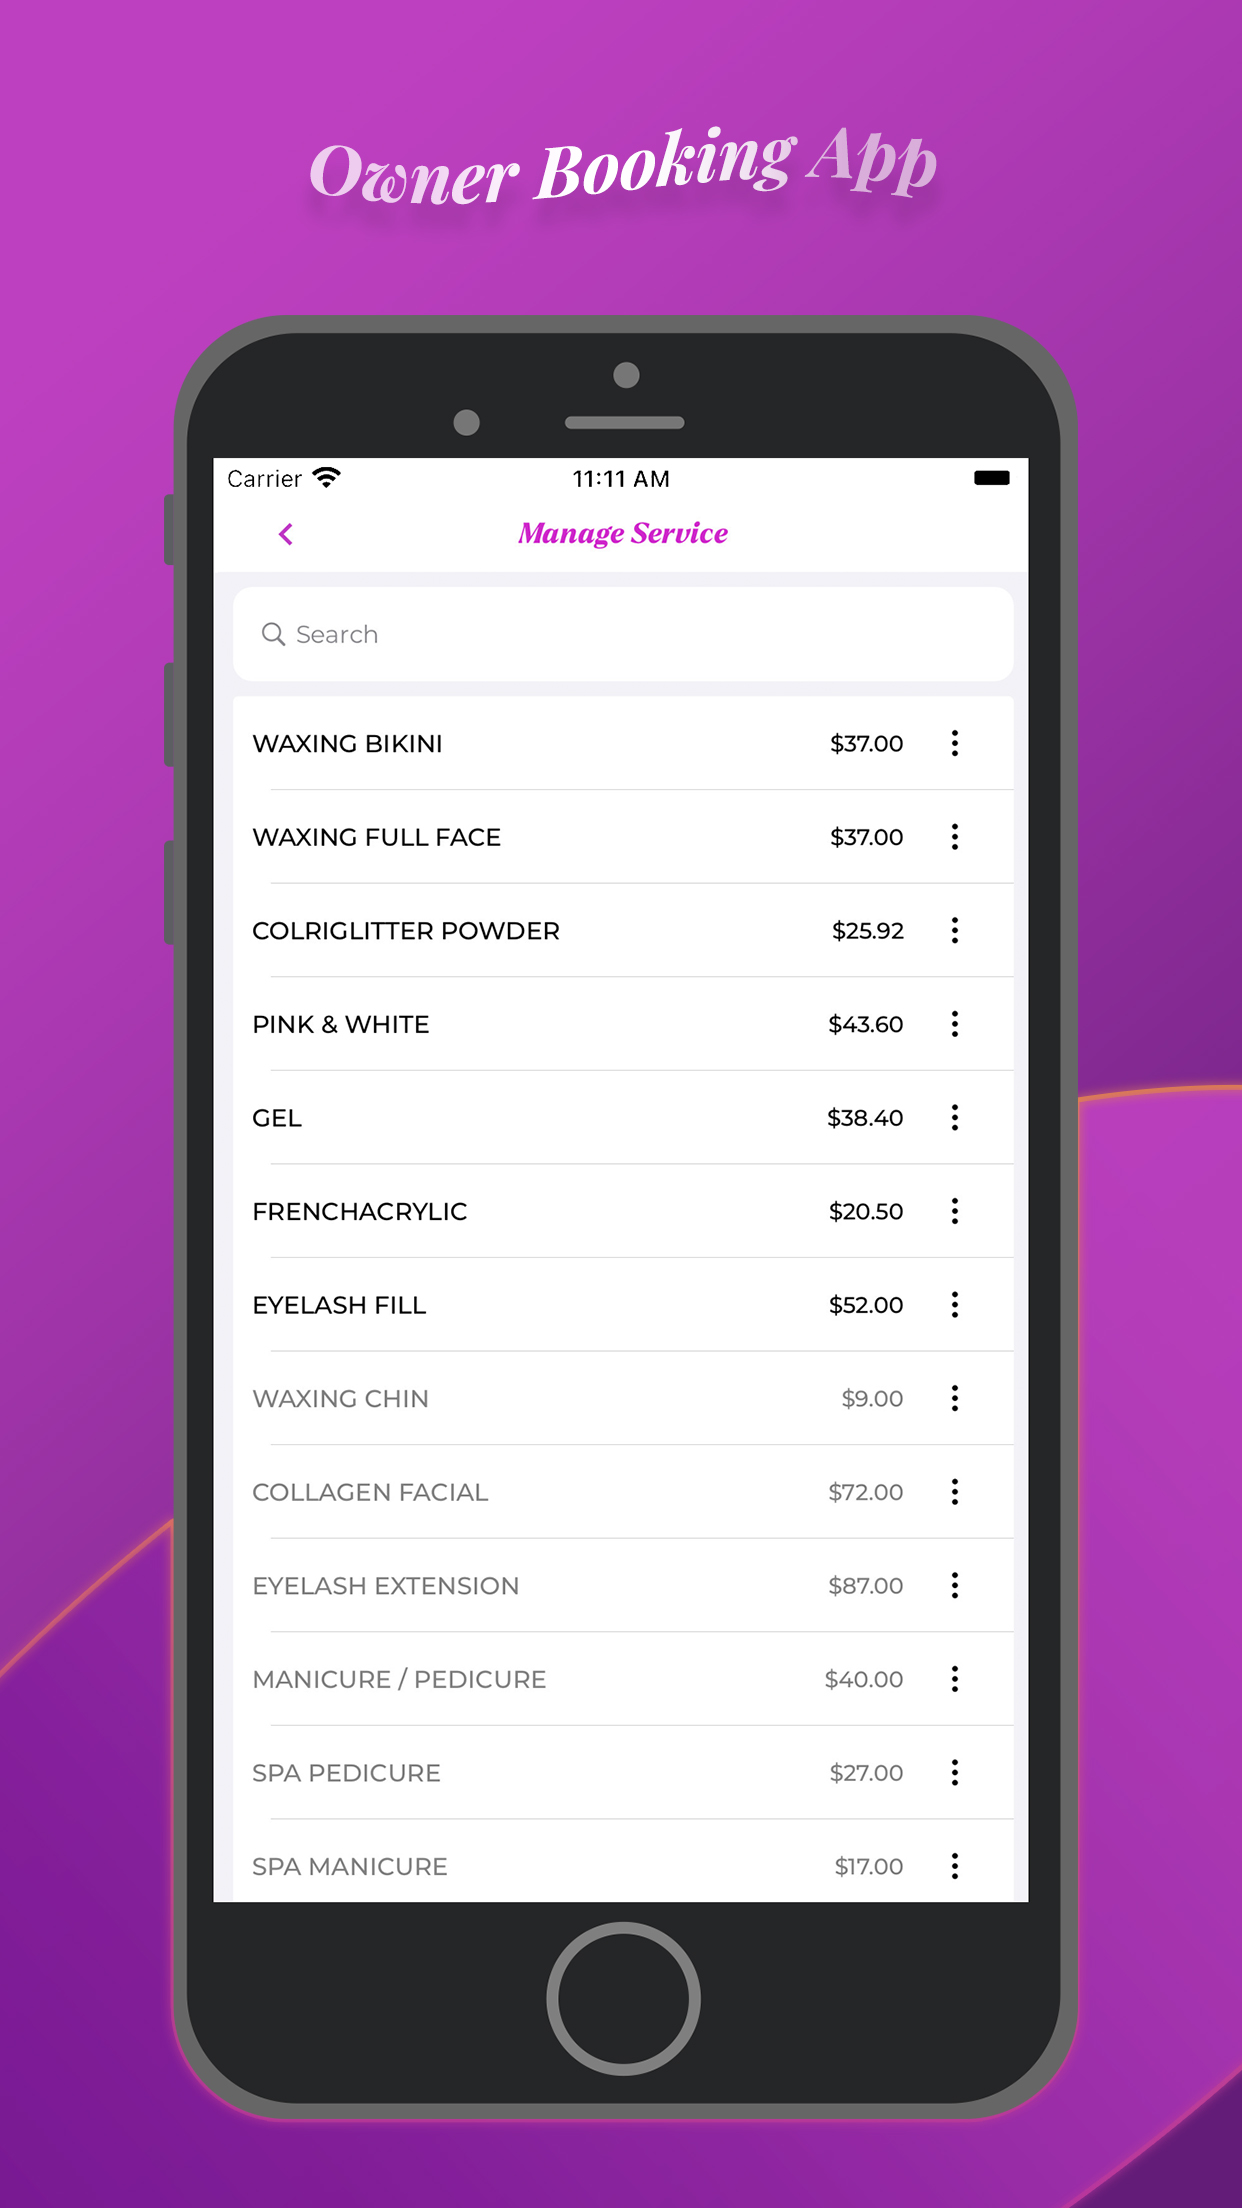 Owner Booking App
Carrier 11:11 AM
Manage Service
Search
WAXING BIKINI $37.00
WAXING FULL FACE $37.00
COLRIGLITTER POWDER $25.92
PINK & WHITE $43.60
GEL $38.40
FRENCHACRYLIC $20.50
EYELASH FILL $52.00
WAXING CHIN $9.00
COLLAGEN FACIAL $72.00
EYELASH EXTENSION $87.00
MANICURE / PEDICURE $40.00
SPA PEDICURE $27.00
SPA MANICURE $17.00